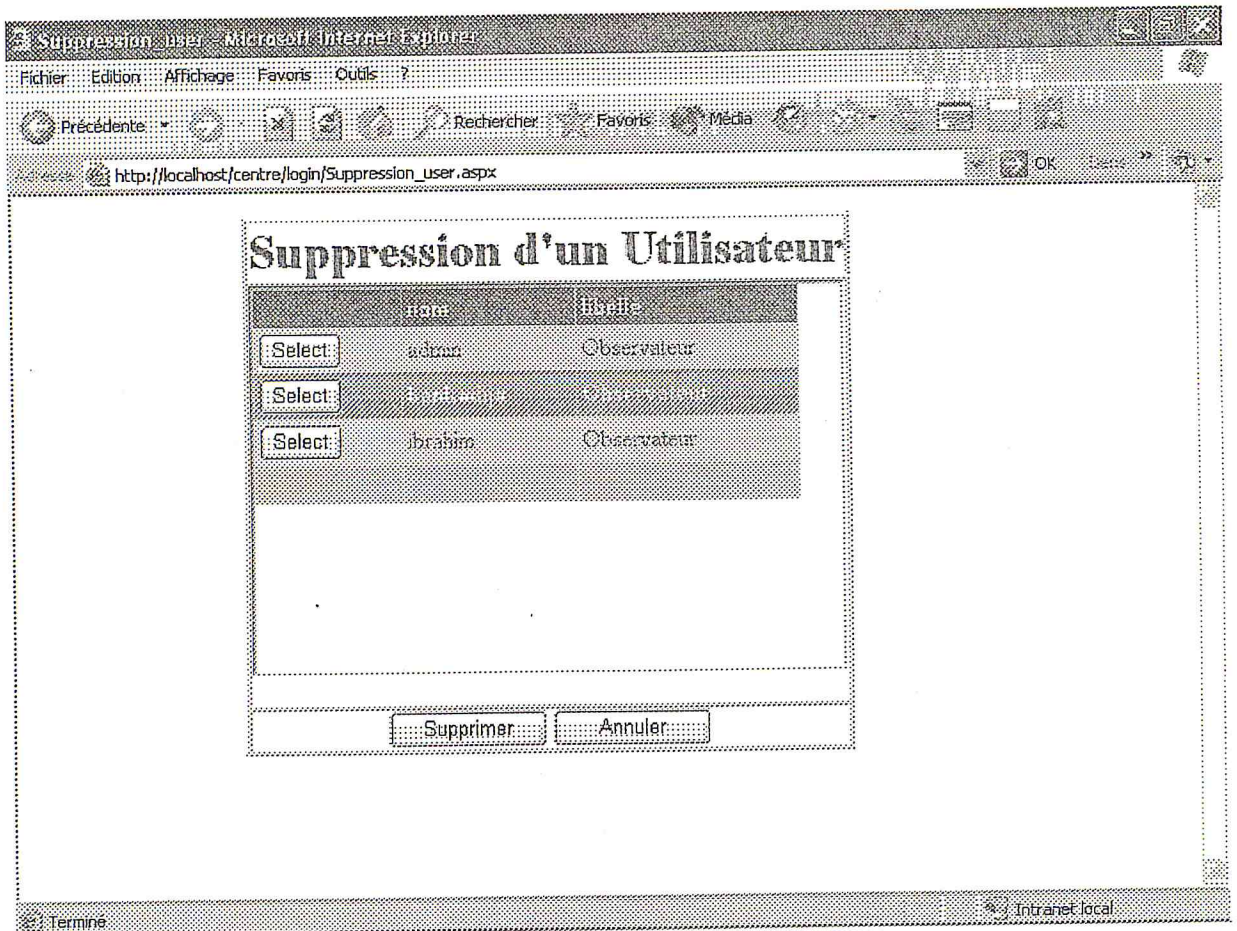 Suppression_user - Microsoft Internet Explorer
Fichier Edition Affichage Favoris Outils ?
Précédente Rechercher Favoris Média
http://localhost/centre/login/Suppression_user.aspx OK
Suppression d'un Utilisateur
nom libelle
Select admin Observateur
Select Observateur
Select ibrahim Observateur
Supprimer Annuler
Terminé Intranet local